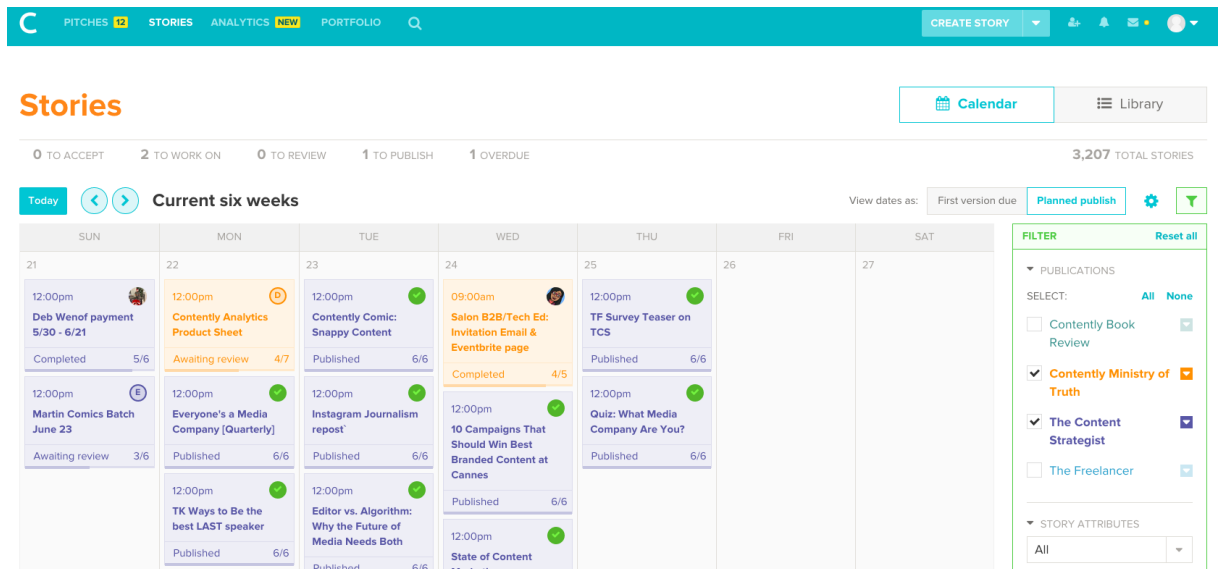 C PITCHES 12 STORIES ANALYTICS NEW PORTFOLIO CREATE STORY
Stories
Calendar Library
0 TO ACCEPT 2 TO WORK ON 0 TO REVIEW 1 TO PUBLISH 1 OVERDUE 3,207 TOTAL STORIES
Today Current six weeks View dates as: First version due Planned publish
SUN MON TUE WED THU FRI SAT
21
12:00pm
Deb Wenof payment
5/30 - 6/21
Completed 5/6
12:00pm E
Martin Comics Batch
June 23
Awaiting review 3/6
22
12:00pm D
Contently Analytics
Product Sheet
Awaiting review 4/7
12:00pm
Everyone's a Media
Company [Quarterly]
Published 6/6
12:00pm
TK Ways to Be the
best LAST speaker
Published 6/6
23
12:00pm
Contently Comic:
Snappy Content
Published 6/6
12:00pm
Instagram Journalism
repost`
Published 6/6
12:00pm
Editor vs. Algorithm:
Why the Future of
Media Needs Both
Published 6/6
24
09:00am
Salon B2B/Tech Ed:
Invitation Email &
Eventbrite page
Completed 4/5
12:00pm
10 Campaigns That
Should Win Best
Branded Content at
Cannes
Published 6/6
12:00pm
State of Content
25
12:00pm
TF Survey Teaser on
TCS
Published 6/6
12:00pm
Quiz: What Media
Company Are You?
Published 6/6
26
27
FILTER Reset all
PUBLICATIONS
SELECT: All None
Contently Book
Review
Contently Ministry of
Truth
The Content
Strategist
The Freelancer
STORY ATTRIBUTES
All